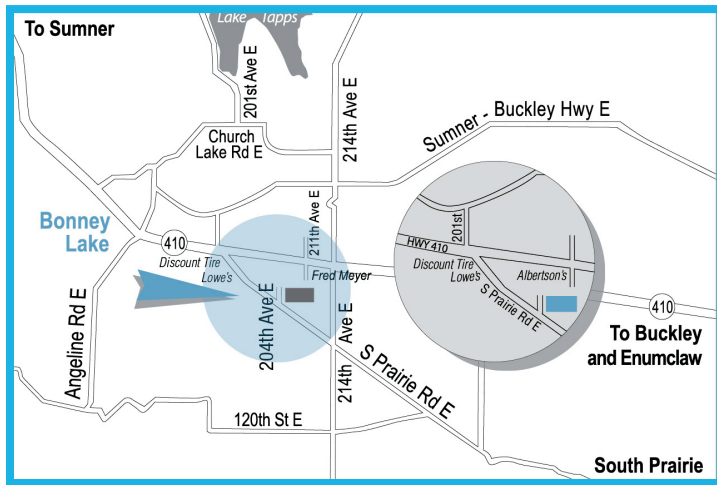 To Sumner
Lake Tapps
201st Ave E
214th Ave E
Church
Lake Rd E
Sumner - Buckley Hwy E
Bonney
Lake
410
211th Ave E
201st
HWY 410
Discount Tire
Lowe's
Fred Meyer
Discount Tire
Lowe's
Albertson's
S Prairie Rd E
Angeline Rd E
204th Ave E
214th Ave E
S Prairie Rd E
410
To Buckley
and Enumclaw
120th St E
South Prairie